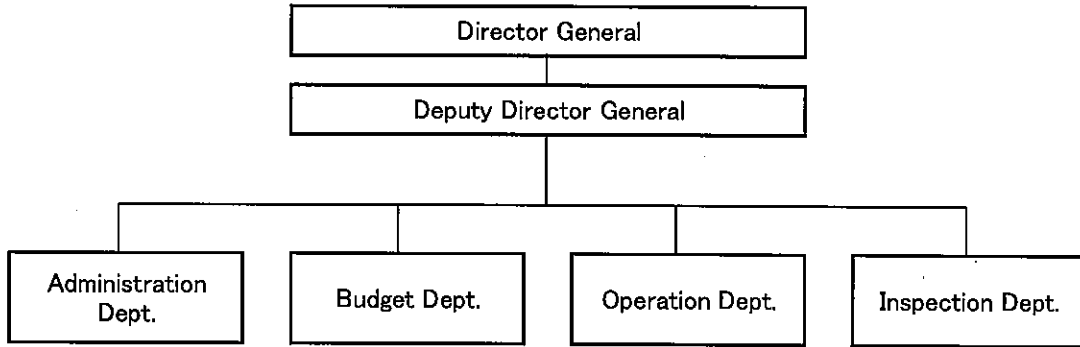 Director General
Deputy Director General
Administration
Dept.
Budget Dept.
Operation Dept.
Inspection Dept.